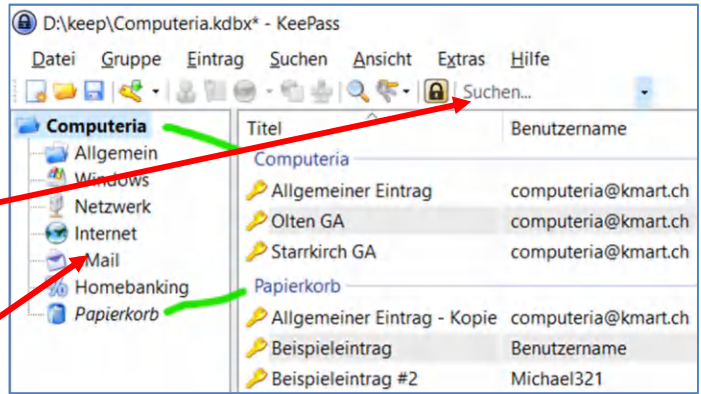 D:\keep\Computeria.kdbx* - KeePass
Datei Gruppe Eintrag Suchen Ansicht Extras Hilfe
Suchen...
Computeria
Allgemein
Windows
Netzwerk
Internet
Mail
Homebanking
Papierkorb
Titel Benutzername
Computeria
Allgemeiner Eintrag computeria@kmart.ch
Olten GA computeria@kmart.ch
Starrkirch GA computeria@kmart.ch
Papierkorb
Allgemeiner Eintrag - Kopie computeria@kmart.ch
Beispieleintrag Benutzername
Beispieleintrag #2 Michael321